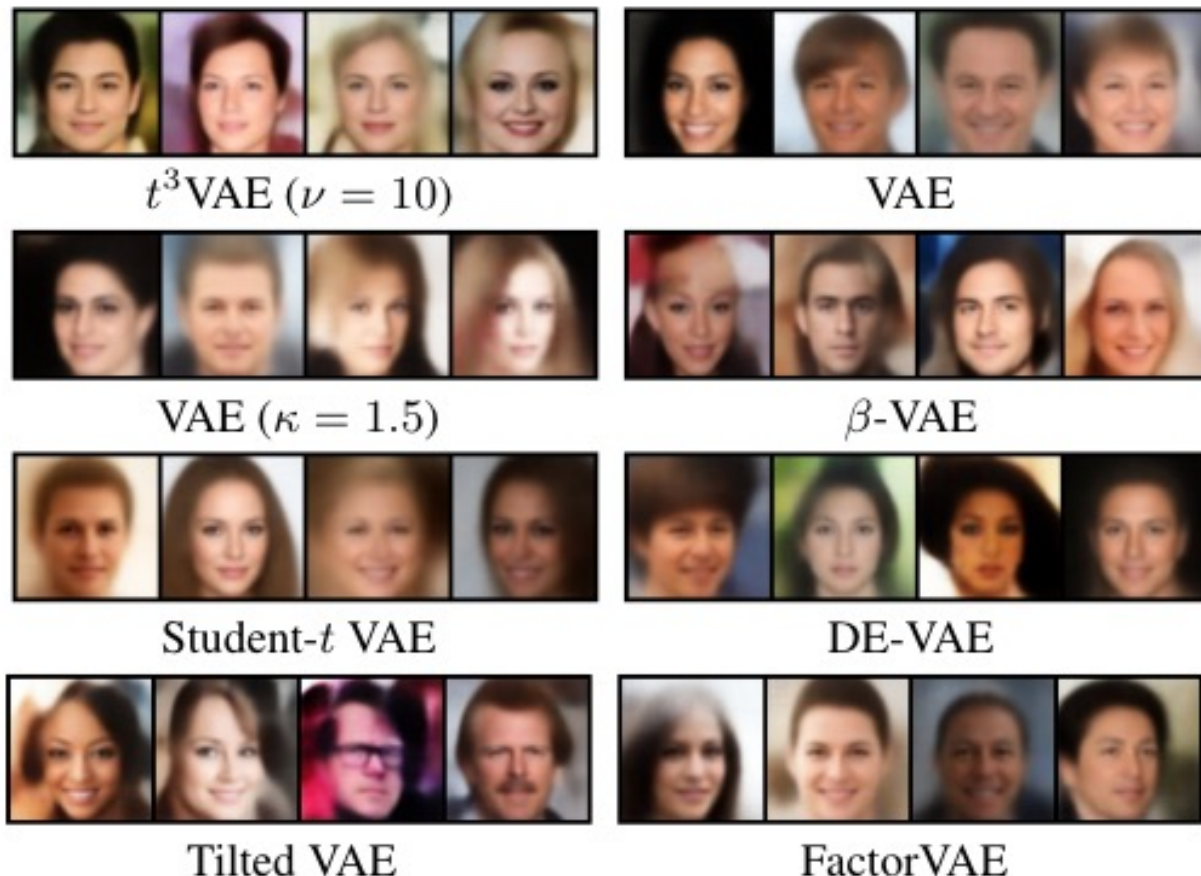 t³VAE (ν = 10)
VAE
VAE (κ = 1.5)
β-VAE
Student-t VAE
DE-VAE
Tilted VAE
FactorVAE